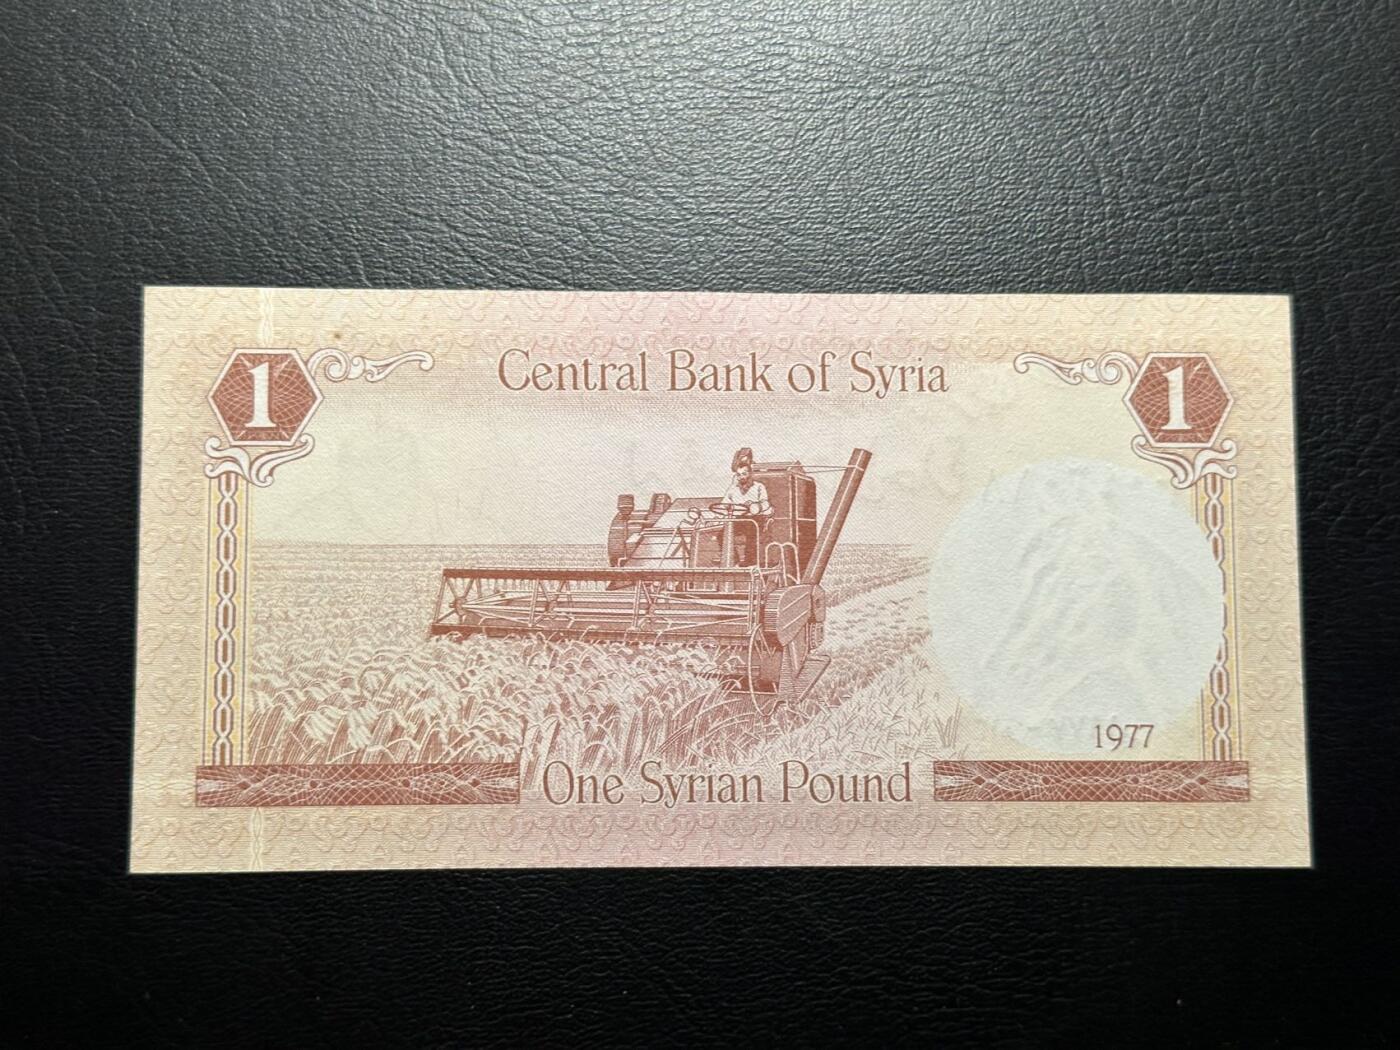 1
Central Bank of Syria
1
1977
One Syrian Pound